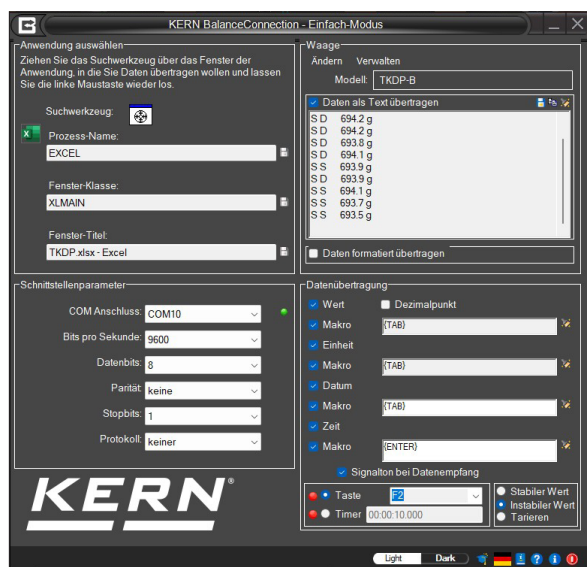 KERN BalanceConnection - Einfach-Modus
Anwendung auswählen
Ziehen Sie das Suchwerkzeug über das Fenster der
Anwendung, in die Sie Daten übertragen wollen und lassen
Sie die linke Maustaste wieder los.
Suchwerkzeug:
Prozess-Name:
EXCEL
Fenster-Klasse:
XLMAIN
Fenster-Titel:
TKDP.xlsx - Excel
Waage
Ändern Verwalten
Modell: TKDP-B
Daten als Text übertragen
S D 694.2 g
S D 694.2 g
S D 693.8 g
S D 694.1 g
S S 693.9 g
S D 693.9 g
S S 694.1 g
S S 693.7 g
S S 693.5 g
Daten formatiert übertragen
Schnittstellenparameter
COM Anschluss: COM10
Bits pro Sekunde: 9600
Datenbits: 8
Parität: keine
Stopbits: 1
Protokoll: keiner
KERN®
Datenübertragung
Wert Dezimalpunkt
Makro {TAB}
Einheit
Makro {TAB}
Datum
Makro {TAB}
Zeit
Makro {ENTER}
Signalton bei Datenempfang
Taste F2
Timer 00:00:10.000
Stabiler Wert
Instabiler Wert
Tarieren
Light Dark